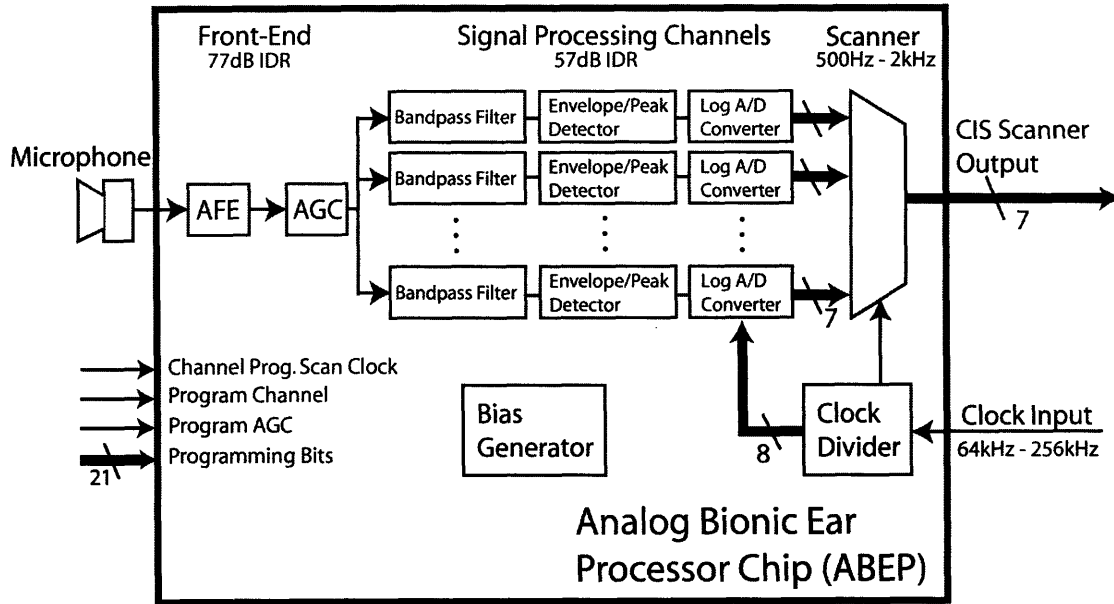 Front-End
77dB IDR
Signal Processing Channels
57dB IDR
Scanner
500Hz - 2kHz
Microphone
AFE
AGC
Bandpass Filter
Envelope/Peak
Detector
Log A/D
Converter
Bandpass Filter
Envelope/Peak
Detector
Log A/D
Converter
Bandpass Filter
Envelope/Peak
Detector
Log A/D
Converter
7
CIS Scanner
Output
7
Channel Prog. Scan Clock
Program Channel
Program AGC
21
Programming Bits
Bias
Generator
8
Clock
Divider
Clock Input
64kHz - 256kHz
Analog Bionic Ear
Processor Chip (ABEP)